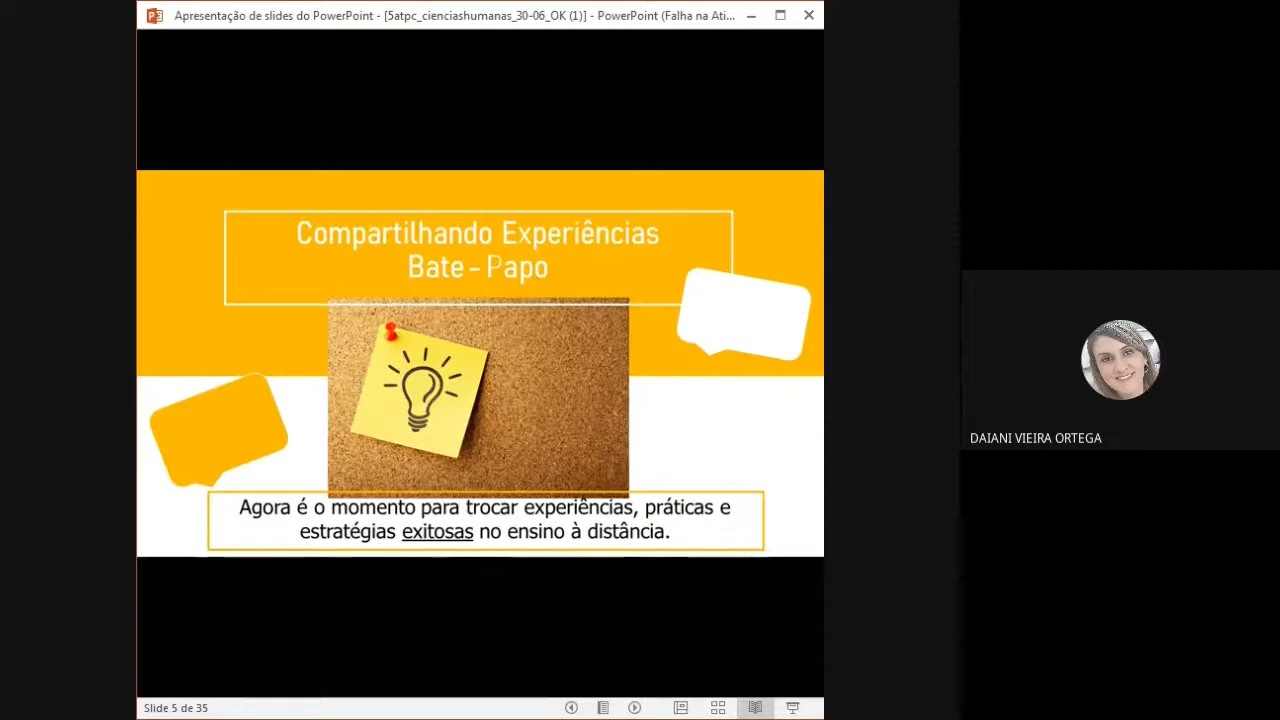 Apresentação de slides do PowerPoint - [5atpc_cienciashumanas_30-06_OK (1)] - PowerPoint (Falha na Ati...
Compartilhando Experiências
Bate - Papo
Agora é o momento para trocar experiências, práticas e
estratégias exitosas no ensino à distância.
DAIANI VIEIRA ORTEGA
Slide 5 de 35